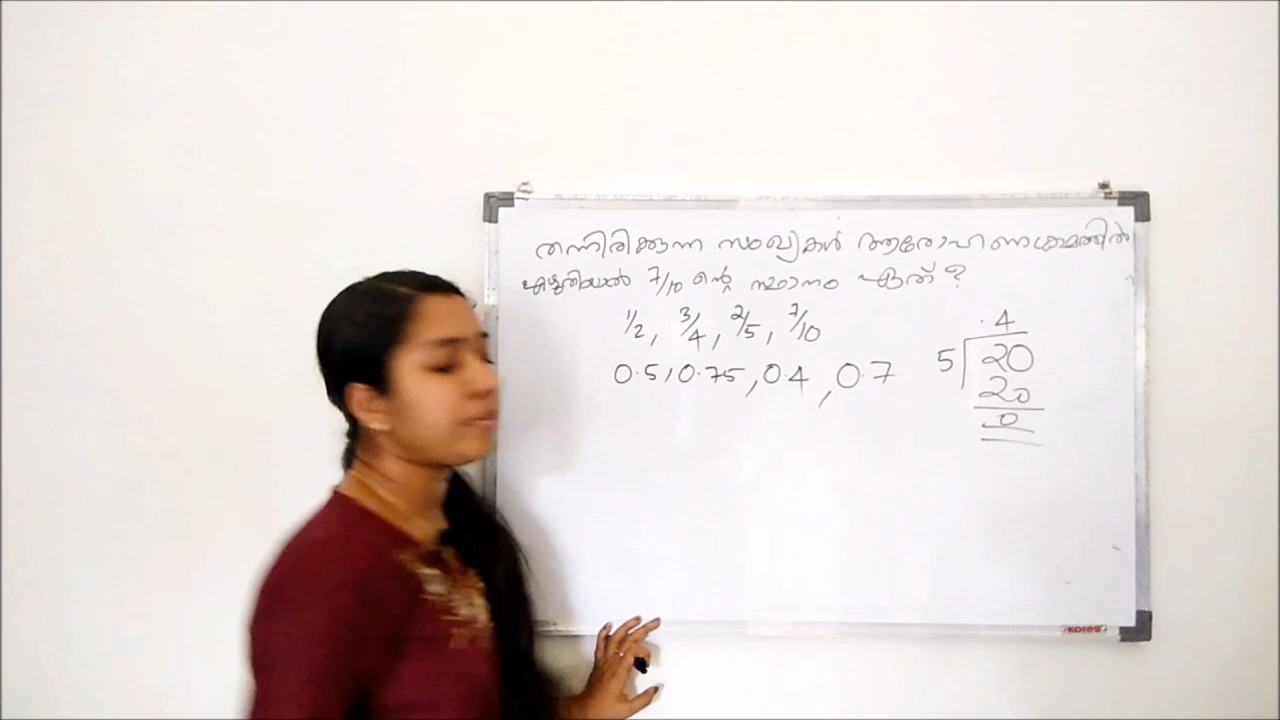 തന്നിരിക്കുന്ന സംഖ്യകൾ ആരോഹണക്രമത്തിൽ
എഴുതിയാൽ 7/10 ന്റെ സ്ഥാനം ഏത് ?
1/2, 3/4, 2/5, 7/10
0.5, 0.75, 0.4, 0.7
.4
5 20
20
0
kores